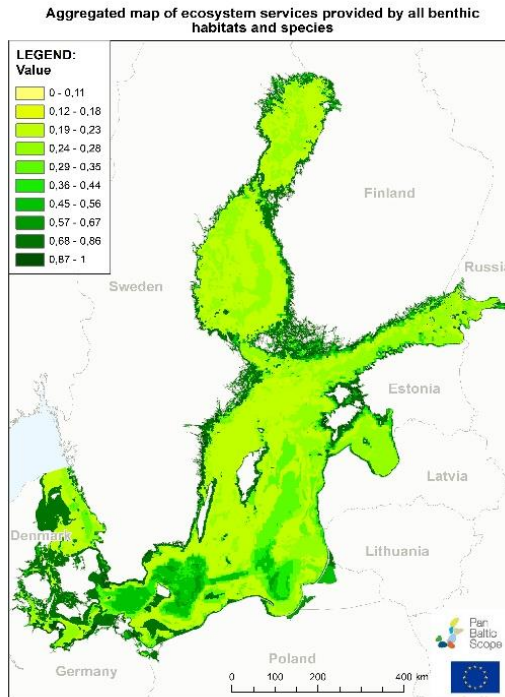 Aggregated map of ecosystem services provided by all benthic
habitats and species
LEGEND:
Value
0 - 0,11
0,12 - 0,18
0,19 - 0,23
0,24 - 0,28
0,29 - 0,35
0,36 - 0,44
0,45 - 0,56
0,57 - 0,67
0,68 - 0,86
0,87 - 1
Finland
Russia
Sweden
Estonia
Latvia
Denmark
Lithuania
Germany
Poland
Pan
Baltic
Scope
0 100 200 400 km